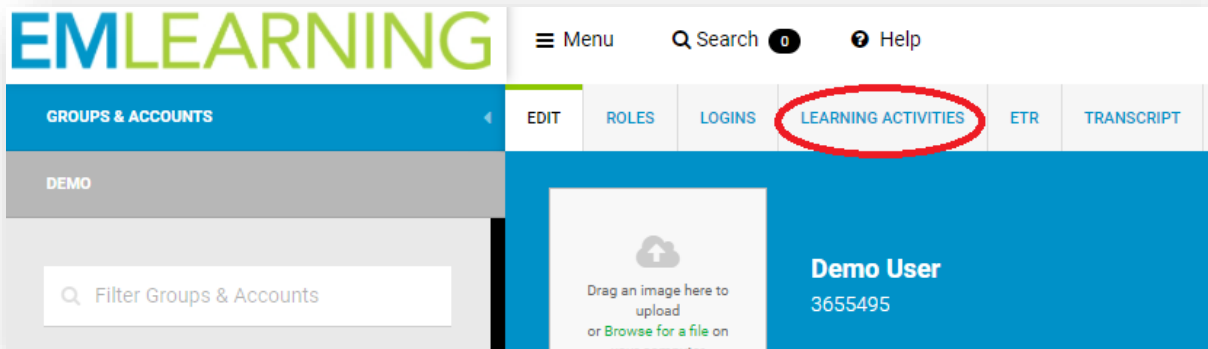 EMLEARNING
Menu Search 0 Help
GROUPS & ACCOUNTS
EDIT ROLES LOGINS LEARNING ACTIVITIES ETR TRANSCRIPT
DEMO
Filter Groups & Accounts
Drag an image here to
upload
or Browse for a file on
Demo User
3655495